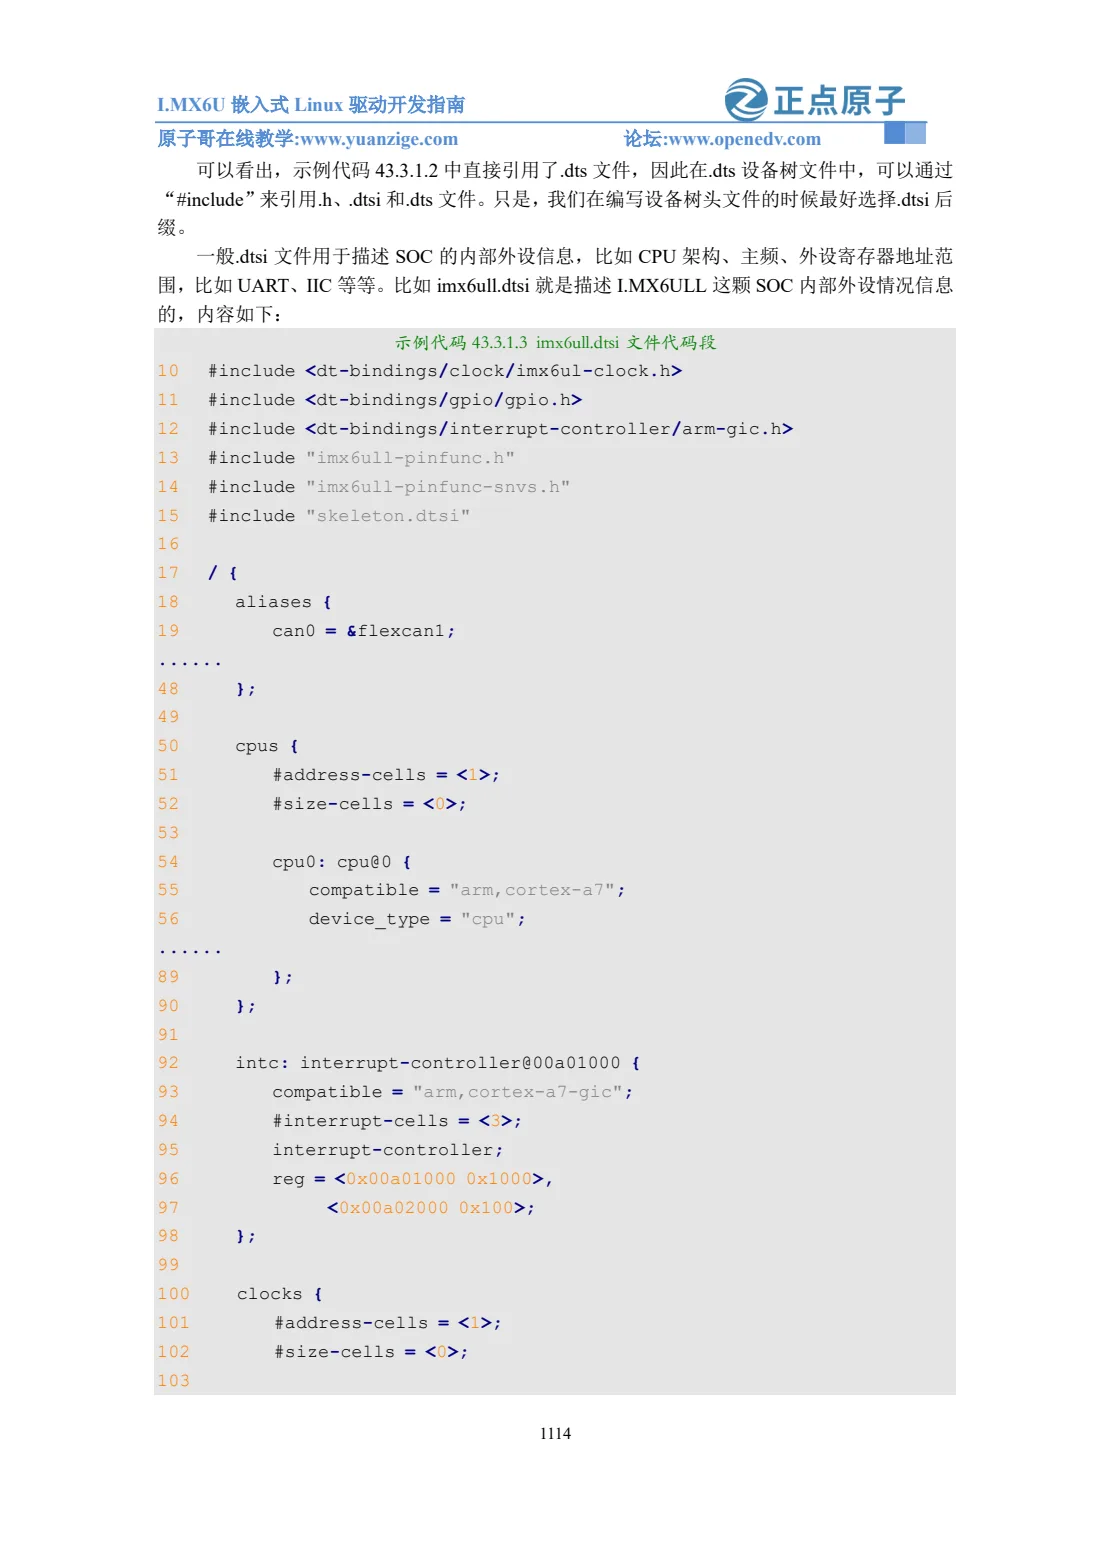 I.MX6U 嵌入式 Linux 驱动开发指南
正点原子
原子哥在线教学:www.yuanzige.com 论坛:www.openedv.com
可以看出，示例代码 43.3.1.2 中直接引用了.dts 文件，因此在.dts 设备树文件中，可以通过
“#include”来引用.h、.dtsi 和.dts 文件。只是，我们在编写设备树头文件的时候最好选择.dtsi 后
缀。
一般.dtsi 文件用于描述 SOC 的内部外设信息，比如 CPU 架构、主频、外设寄存器地址范
围，比如 UART、IIC 等等。比如 imx6ull.dtsi 就是描述 I.MX6ULL 这颗 SOC 内部外设情况信息
的，内容如下：
示例代码 43.3.1.3 imx6ull.dtsi 文件代码段
10 #include <dt-bindings/clock/imx6ul-clock.h>
11 #include <dt-bindings/gpio/gpio.h>
12 #include <dt-bindings/interrupt-controller/arm-gic.h>
13 #include "imx6ull-pinfunc.h"
14 #include "imx6ull-pinfunc-snvs.h"
15 #include "skeleton.dtsi"
16
17 / {
18 aliases {
19 can0 = &flexcan1;
......
48 };
49
50 cpus {
51 #address-cells = <1>;
52 #size-cells = <0>;
53
54 cpu0: cpu@0 {
55 compatible = "arm,cortex-a7";
56 device_type = "cpu";
......
89 };
90 };
91
92 intc: interrupt-controller@00a01000 {
93 compatible = "arm,cortex-a7-gic";
94 #interrupt-cells = <3>;
95 interrupt-controller;
96 reg = <0x00a01000 0x1000>,
97 <0x00a02000 0x100>;
98 };
99
100 clocks {
101 #address-cells = <1>;
102 #size-cells = <0>;
103
1114